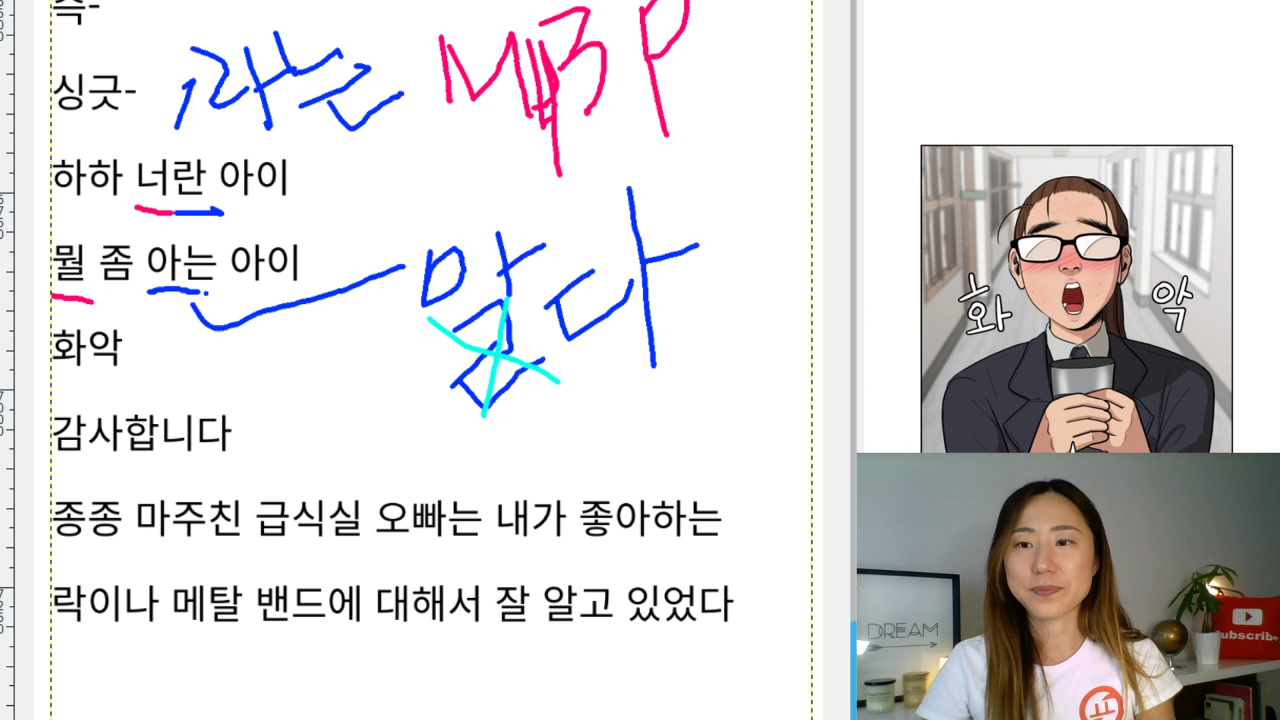 즉-
싱긋-
라는 MBP
하하 너란 아이
뭘 좀 아는 아이
알다
화악
감사합니다
종종 마주친 급식실 오빠는 내가 좋아하는
락이나 메탈 밴드에 대해서 잘 알고 있었다
화악
DREAM
Subscribe